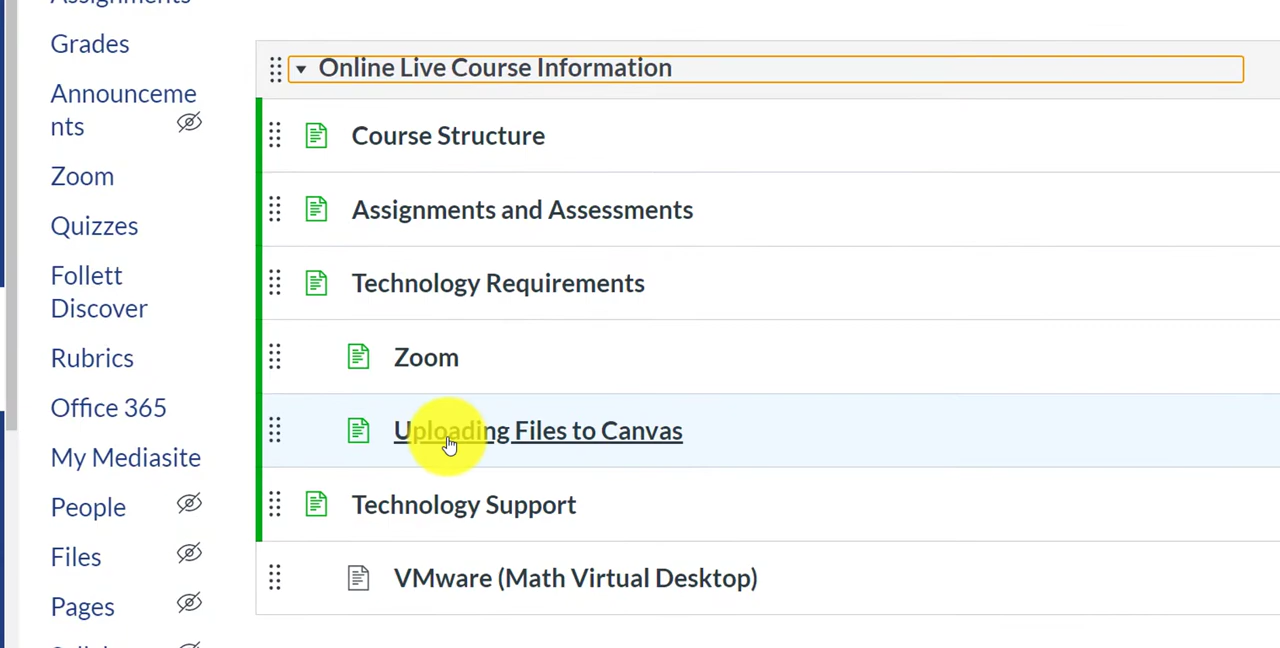 Assignments
Grades
Announceme
nts
Zoom
Quizzes
Follett
Discover
Rubrics
Office 365
My Mediasite
People
Files
Pages
Online Live Course Information
Course Structure
Assignments and Assessments
Technology Requirements
Zoom
Uploading Files to Canvas
Technology Support
VMware (Math Virtual Desktop)